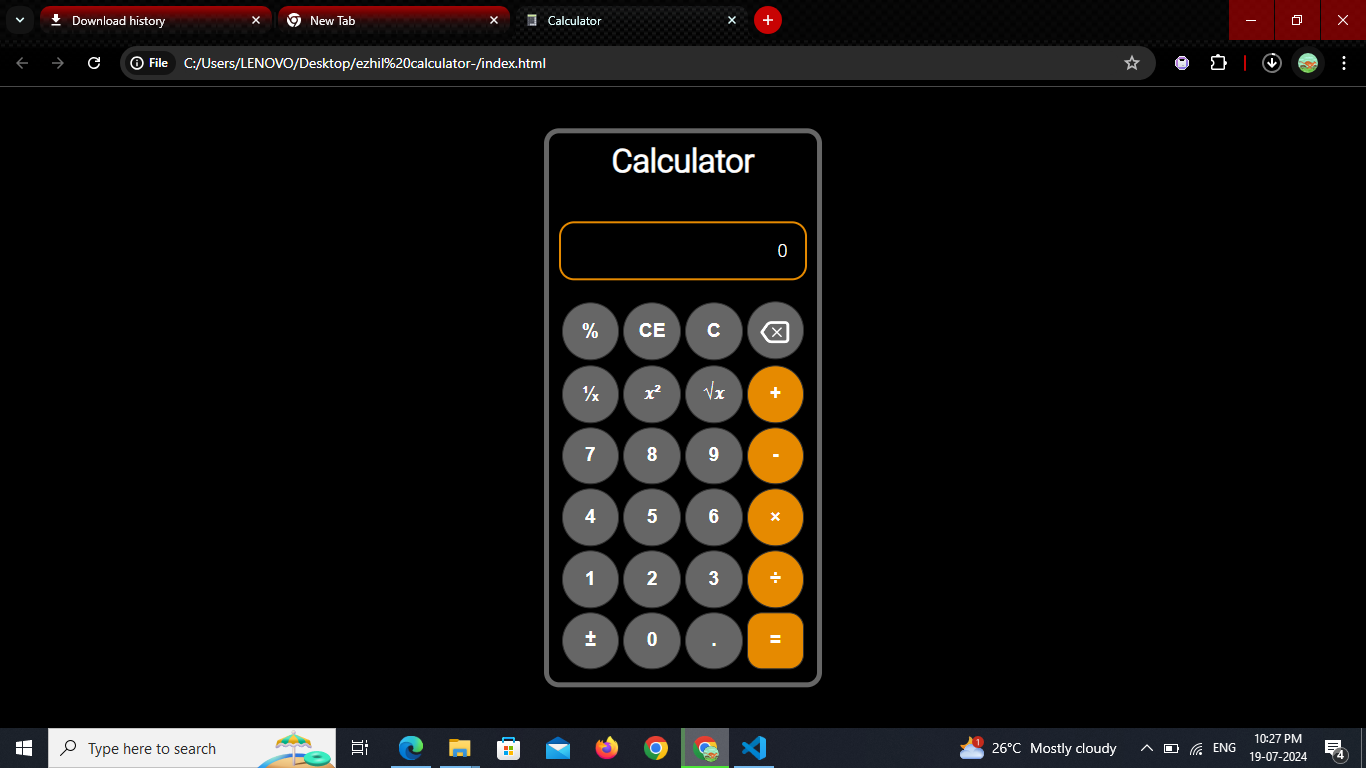 Download history
New Tab
Calculator
File C:/Users/LENOVO/Desktop/ezhil%20calculator-/index.html
Calculator
0
% CE C
¹⁄ₓ 𝑥² √𝑥 +
7 8 9 -
4 5 6 ×
1 2 3 ÷
± 0 . =
Type here to search
1
26°C Mostly cloudy
ENG
10:27 PM
19-07-2024
4